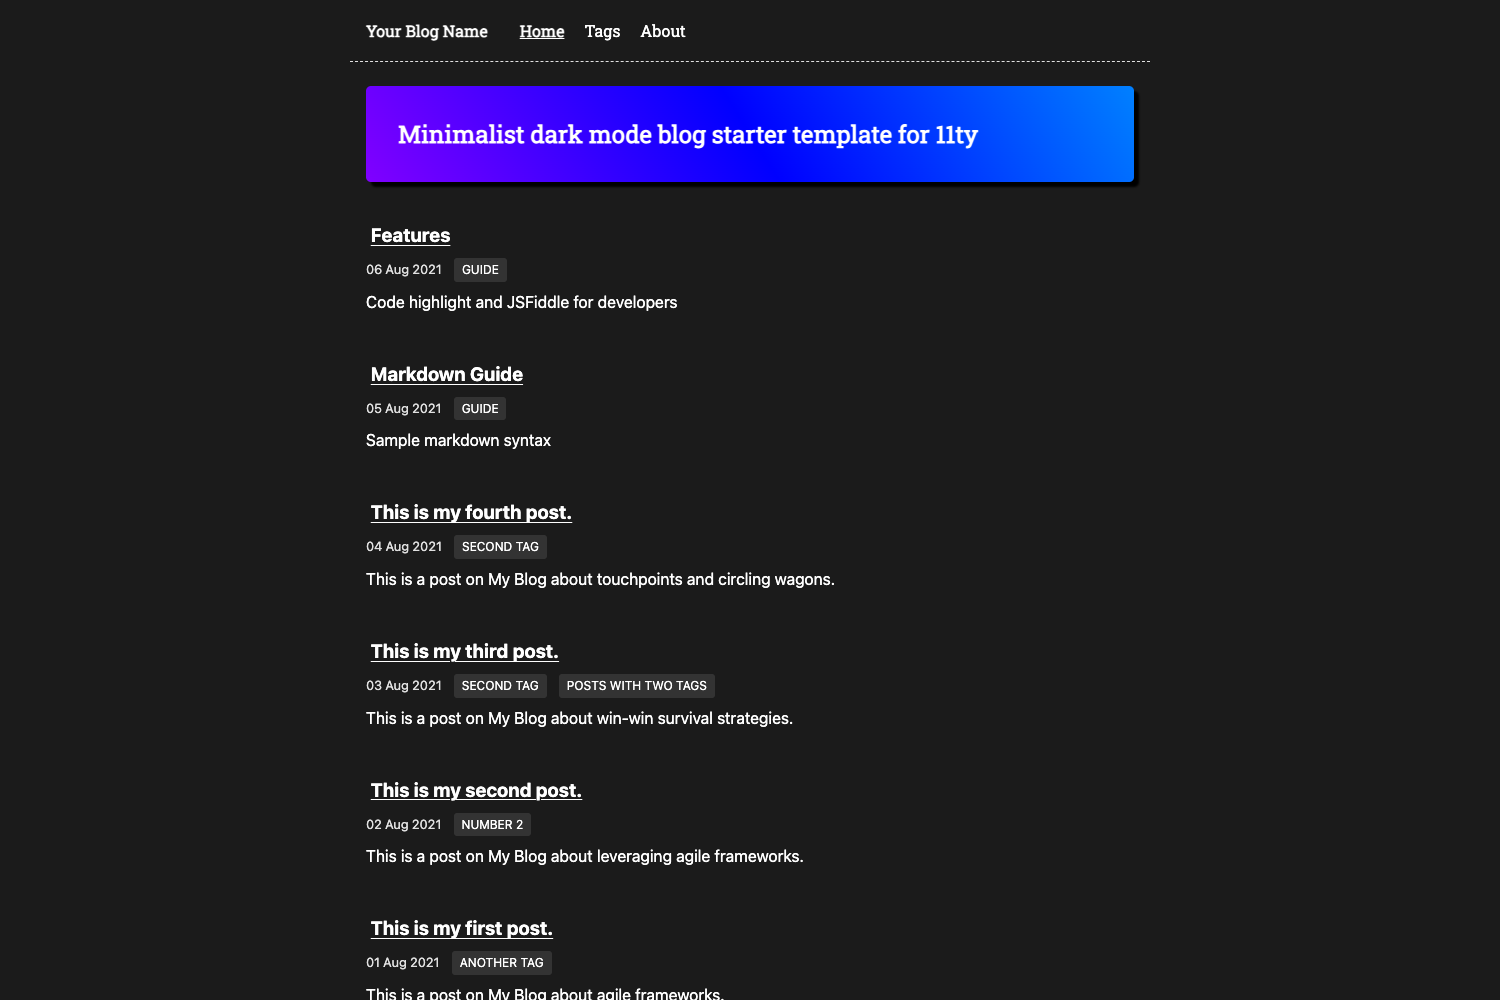 Your Blog Name Home Tags About
Minimalist dark mode blog starter template for 11ty
Features
06 Aug 2021 GUIDE
Code highlight and JSFiddle for developers
Markdown Guide
05 Aug 2021 GUIDE
Sample markdown syntax
This is my fourth post.
04 Aug 2021 SECOND TAG
This is a post on My Blog about touchpoints and circling wagons.
This is my third post.
03 Aug 2021 SECOND TAG POSTS WITH TWO TAGS
This is a post on My Blog about win-win survival strategies.
This is my second post.
02 Aug 2021 NUMBER 2
This is a post on My Blog about leveraging agile frameworks.
This is my first post.
01 Aug 2021 ANOTHER TAG
This is a post on My Blog about agile frameworks.